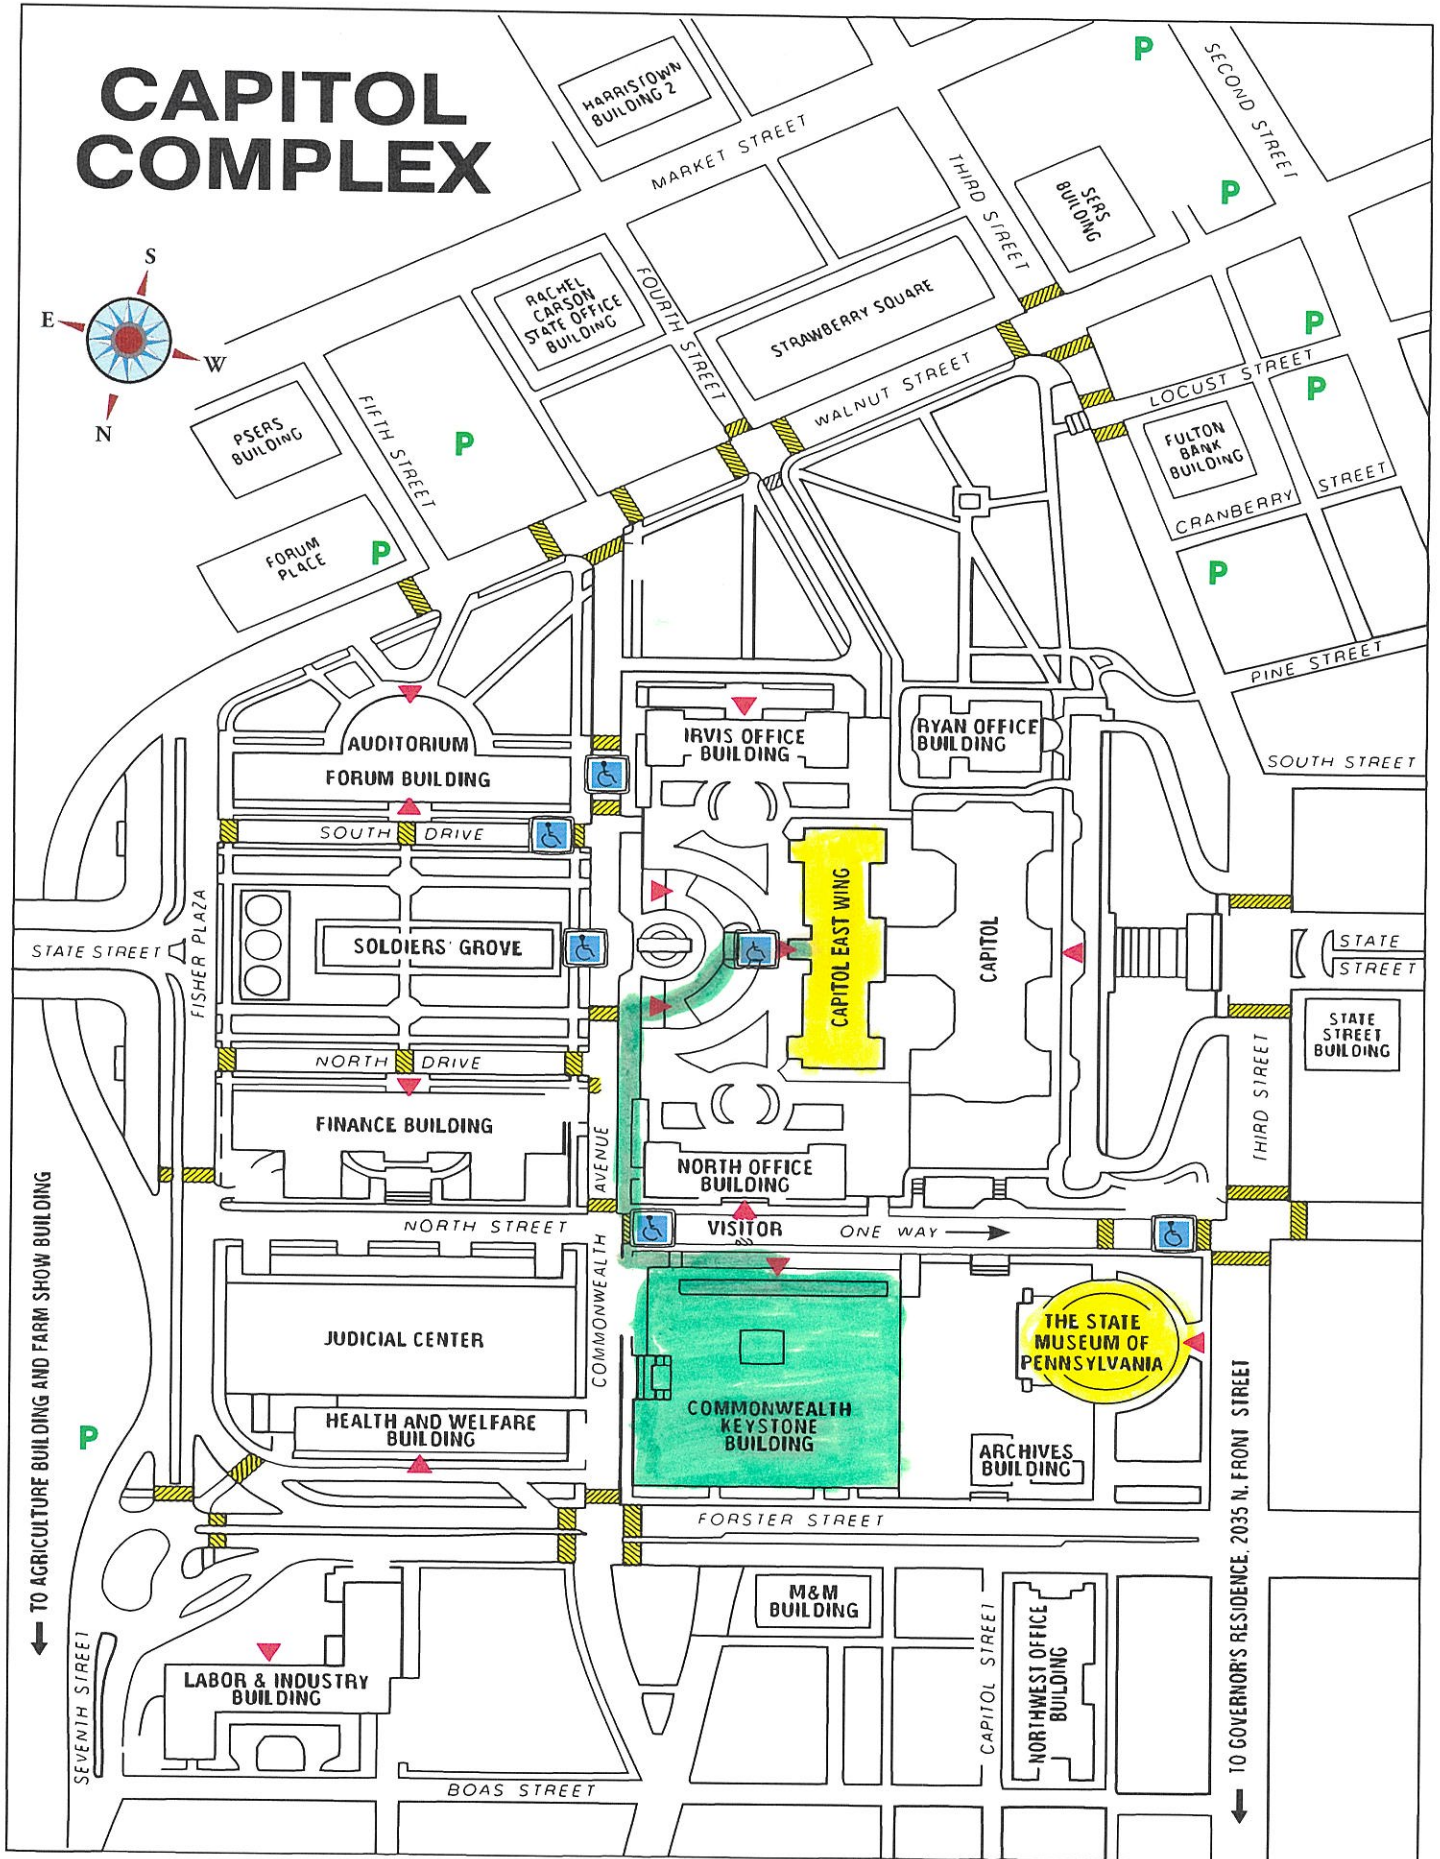 CAPITOL
COMPLEX
S
E
W
N
HARRISTOWN
BUILDING 2
MARKET STREET
THIRD STREET
SECOND STREET
P
SERS
BUILDING
P
RACHEL
CARSON
STATE OFFICE
BUILDING
FOURTH STREET
STRAWBERRY SQUARE
WALNUT STREET
P
LOCUST STREET
P
PSERS
BUILDING
FIFTH STREET
P
FULTON
BANK
BUILDING
CRANBERRY STREET
FORUM
PLACE
P
P
PINE STREET
AUDITORIUM
FORUM BUILDING
IRVIS OFFICE
BUILDING
RYAN OFFICE
BUILDING
SOUTH STREET
SOUTH DRIVE
FISHER PLAZA
STATE STREET
SOLDIERS' GROVE
CAPITOL EAST WING
CAPITOL
STATE
STREET
STATE
STREET
BUILDING
NORTH DRIVE
FINANCE BUILDING
COMMONWEALTH AVENUE
NORTH OFFICE
BUILDING
THIRD STREET
NORTH STREET
VISITOR
ONE WAY
JUDICIAL CENTER
THE STATE
MUSEUM OF
PENNSYLVANIA
COMMONWEALTH
KEYSTONE
BUILDING
HEALTH AND WELFARE
BUILDING
ARCHIVES
BUILDING
P
FORSTER STREET
TO AGRICULTURE BUILDING AND FARM SHOW BUILDING
TO GOVERNOR'S RESIDENCE, 2035 N. FRONT STREET
M&M
BUILDING
CAPITOL STREET
NORTHWEST OFFICE
BUILDING
LABOR & INDUSTRY
BUILDING
SEVENTH STREET
BOAS STREET